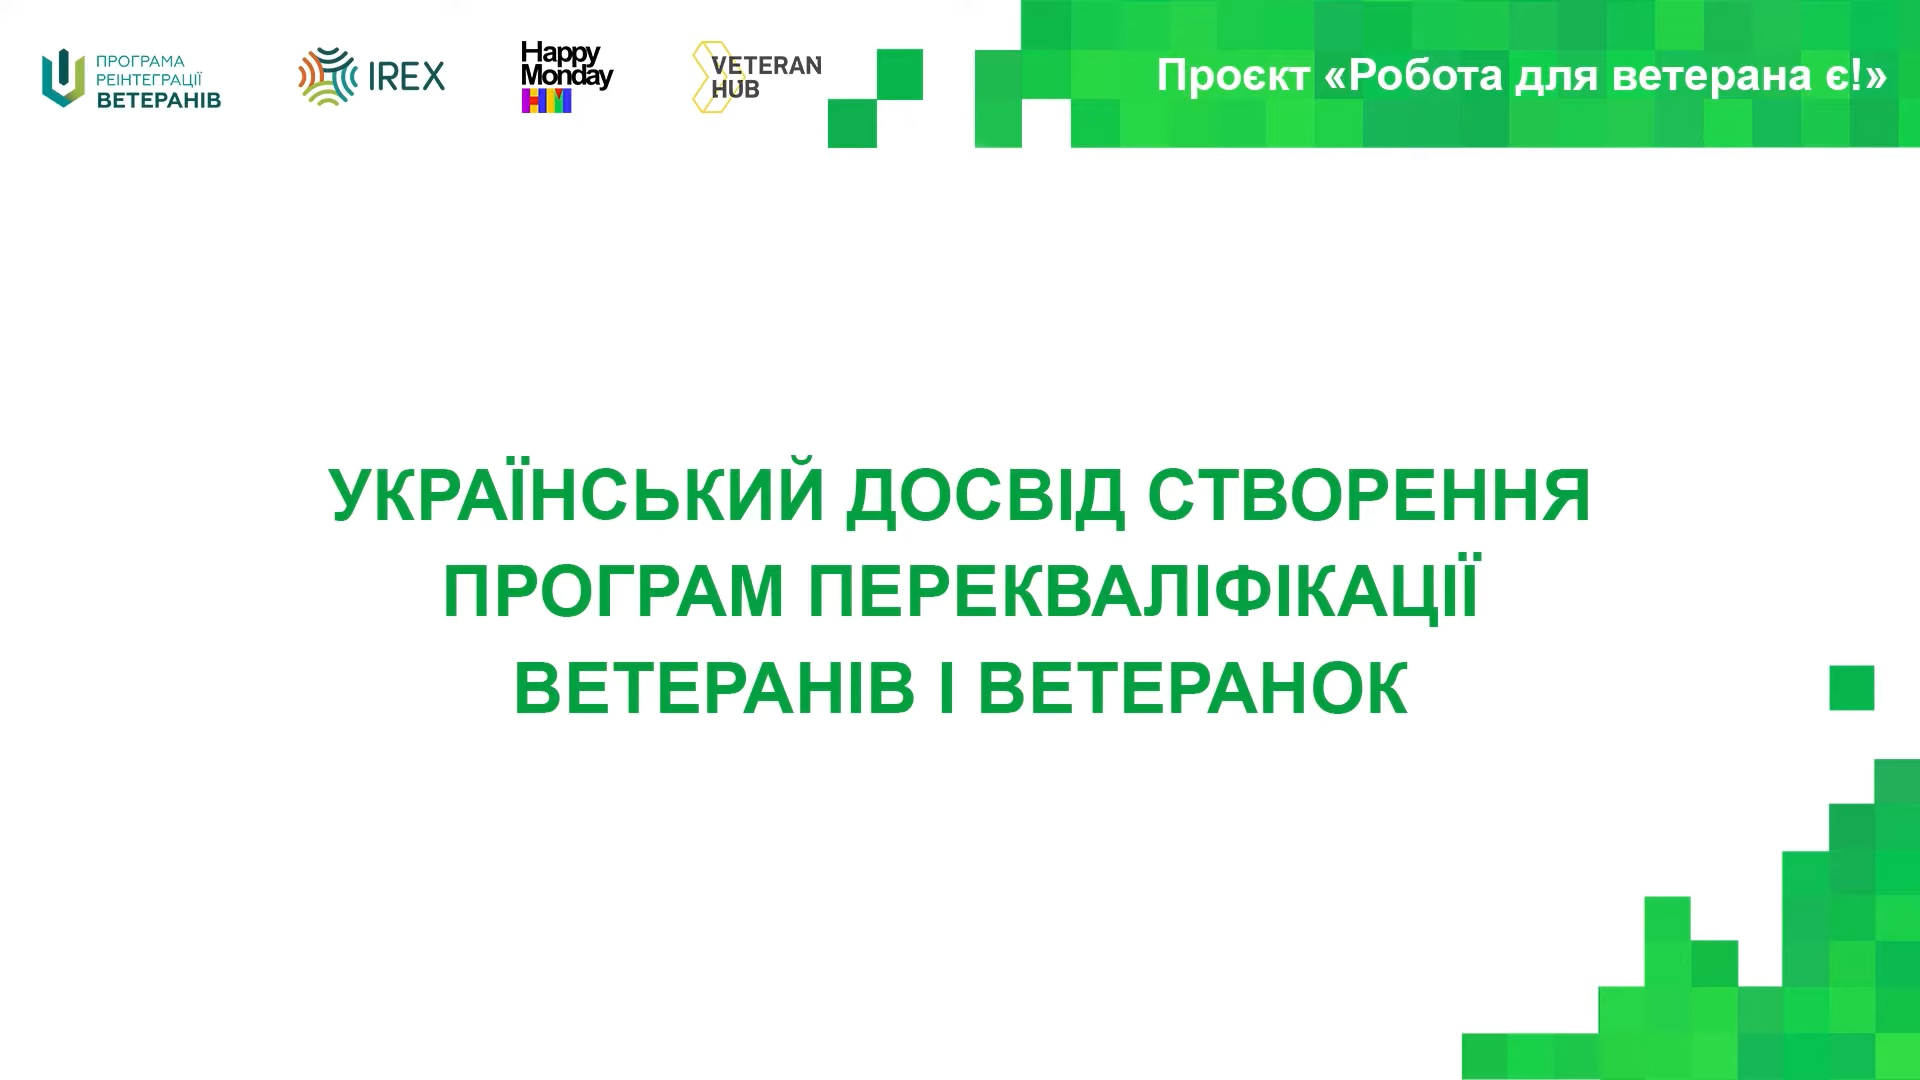 ПРОГРАМА
РЕІНТЕГРАЦІЇ
ВЕТЕРАНІВ
IREX
Happy
Monday
HM
VETERAN
HUB
Проєкт «Робота для ветерана є!»
УКРАЇНСЬКИЙ ДОСВІД СТВОРЕННЯ
ПРОГРАМ ПЕРЕКВАЛІФІКАЦІЇ
ВЕТЕРАНІВ І ВЕТЕРАНОК